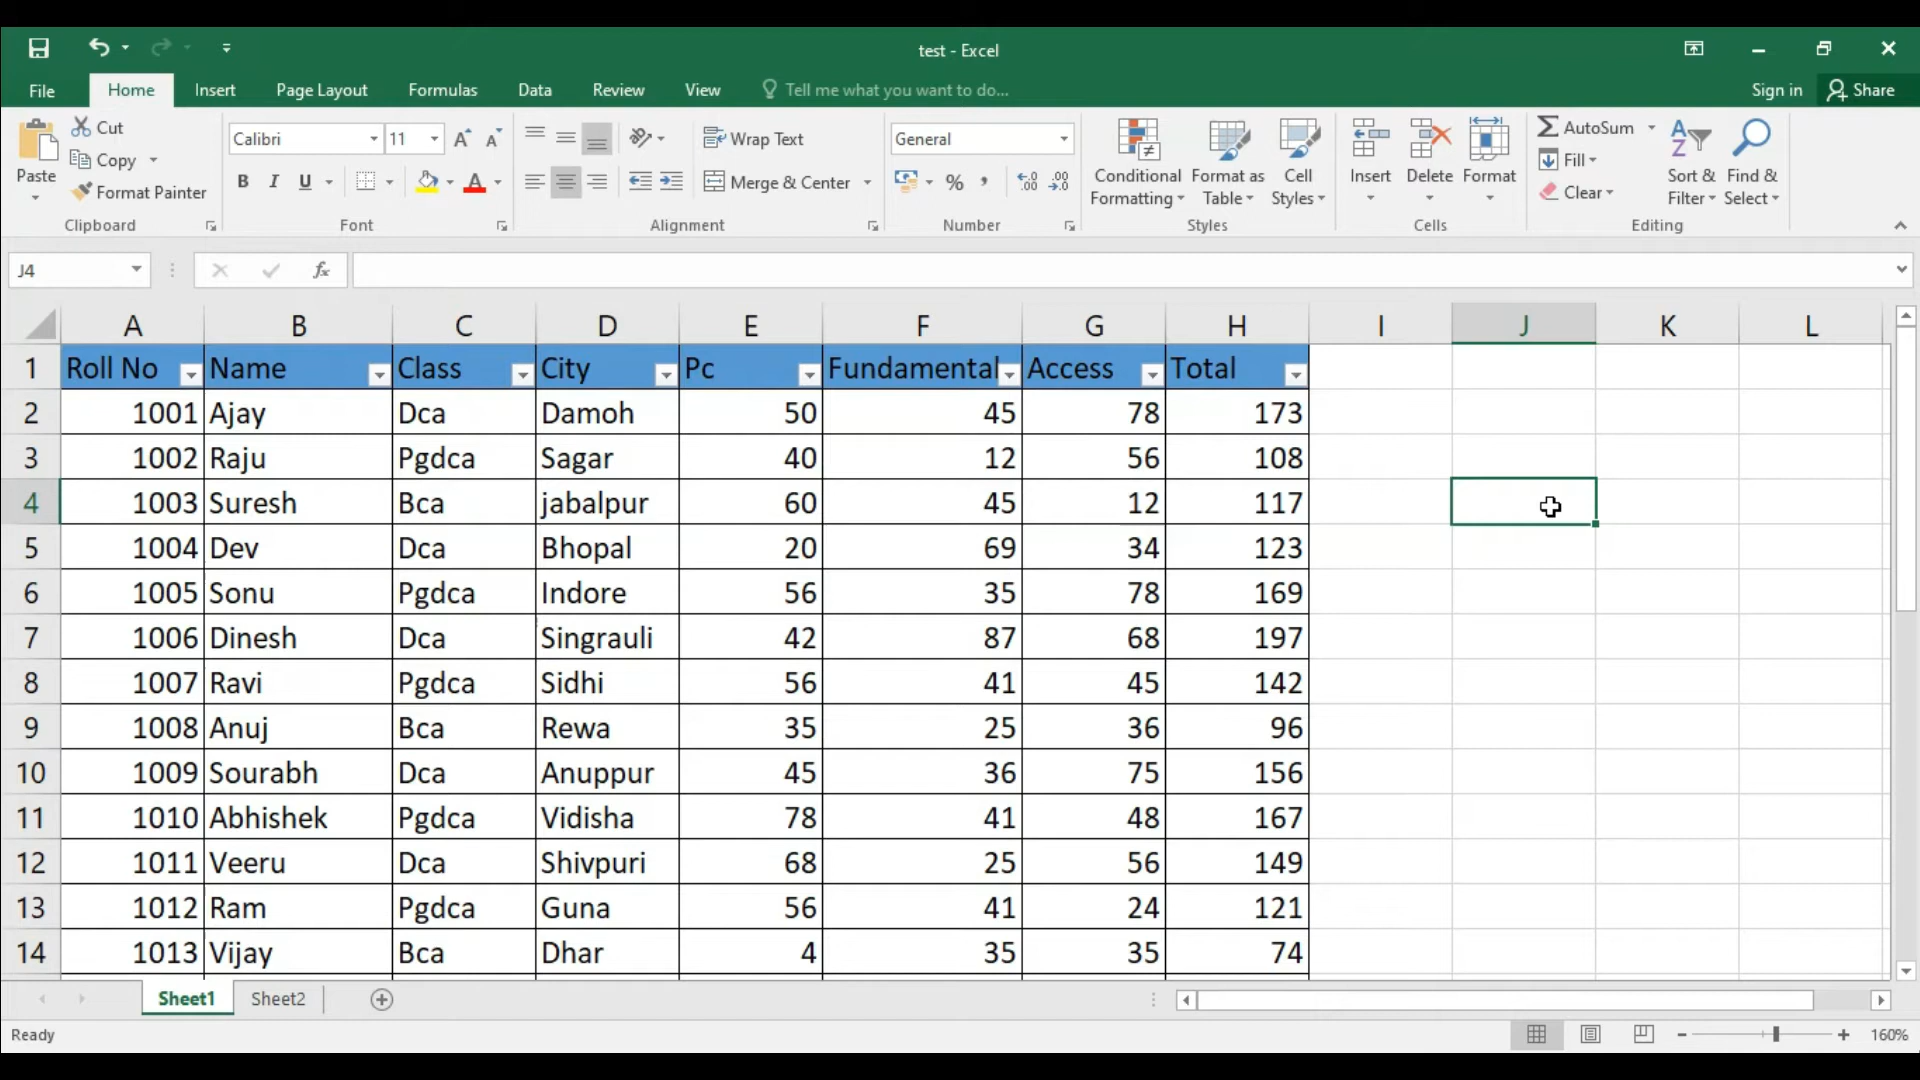 test - Excel
File Home Insert Page Layout Formulas Data Review View Tell me what you want to do... Sign in Share
Paste Cut Copy Format Painter Clipboard
Calibri 11 B I U A Font
Wrap Text Merge & Center Alignment
General % , .00 .0 Number
Conditional Formatting Format as Table Cell Styles Styles
Insert Delete Format Cells
AutoSum Fill Clear Sort & Filter Find & Select Editing
J4 fx
A B C D E F G H I J K L
1 Roll No Name Class City Pc Fundamental Access Total
2 1001 Ajay Dca Damoh 50 45 78 173
3 1002 Raju Pgdca Sagar 40 12 56 108
4 1003 Suresh Bca jabalpur 60 45 12 117
5 1004 Dev Dca Bhopal 20 69 34 123
6 1005 Sonu Pgdca Indore 56 35 78 169
7 1006 Dinesh Dca Singrauli 42 87 68 197
8 1007 Ravi Pgdca Sidhi 56 41 45 142
9 1008 Anuj Bca Rewa 35 25 36 96
10 1009 Sourabh Dca Anuppur 45 36 75 156
11 1010 Abhishek Pgdca Vidisha 78 41 48 167
12 1011 Veeru Dca Shivpuri 68 25 56 149
13 1012 Ram Pgdca Guna 56 41 24 121
14 1013 Vijay Bca Dhar 4 35 35 74
Sheet1 Sheet2
Ready 160%